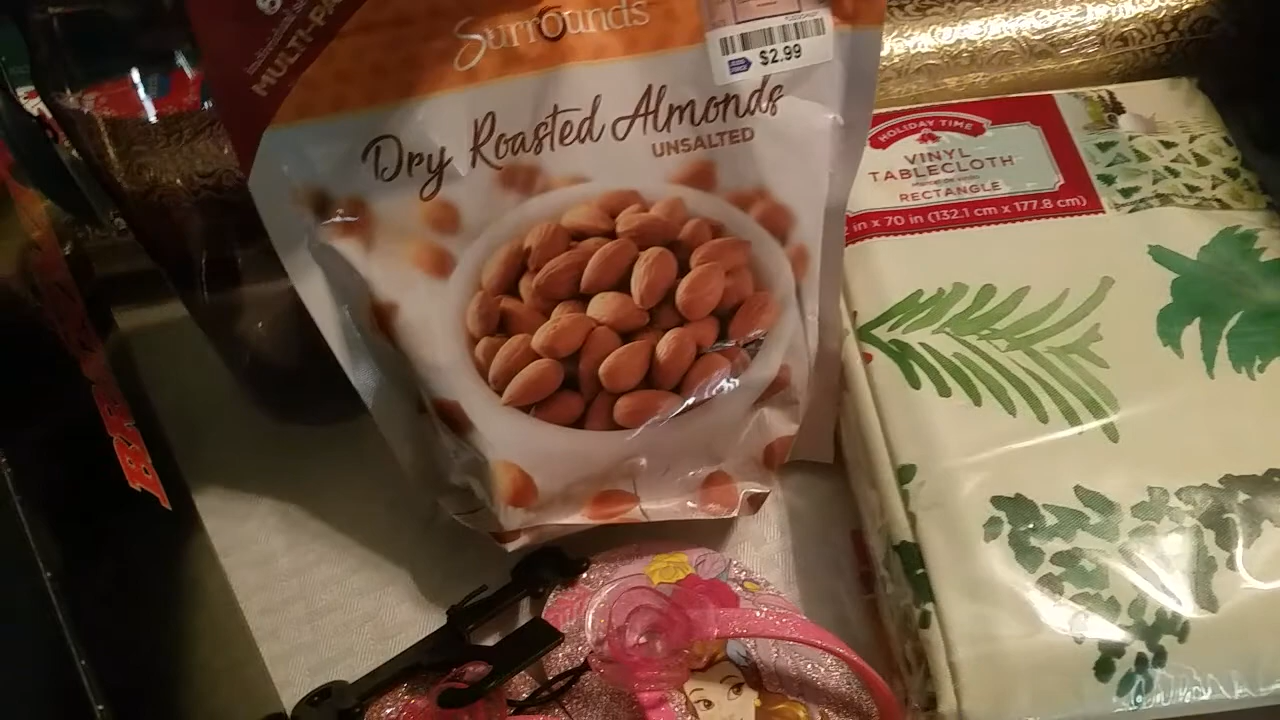 MULTI-PA
Surrounds
$2.99
Dry Roasted Almonds
UNSALTED
HOLIDAY TIME
VINYL
TABLECLOTH
RECTANGLE
in x 70 in (132.1 cm x 177.8 cm)